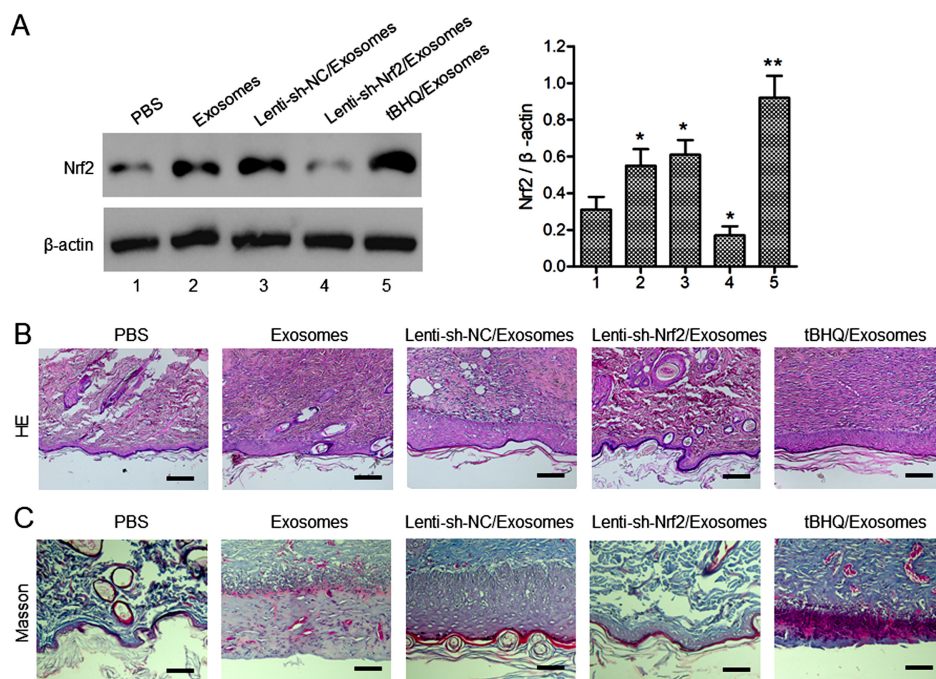 A
PBS
Exosomes
Lenti-sh-NC/Exosomes
Lenti-sh-Nrf2/Exosomes
tBHQ/Exosomes
Nrf2
β-actin
1 2 3 4 5
Nrf2 / β -actin
1.2
1.0
0.8
0.6
0.4
0.2
0.0
* * * **
1 2 3 4 5
B
PBS Exosomes Lenti-sh-NC/Exosomes Lenti-sh-Nrf2/Exosomes tBHQ/Exosomes
HE
C
PBS Exosomes Lenti-sh-NC/Exosomes Lenti-sh-Nrf2/Exosomes tBHQ/Exosomes
Masson